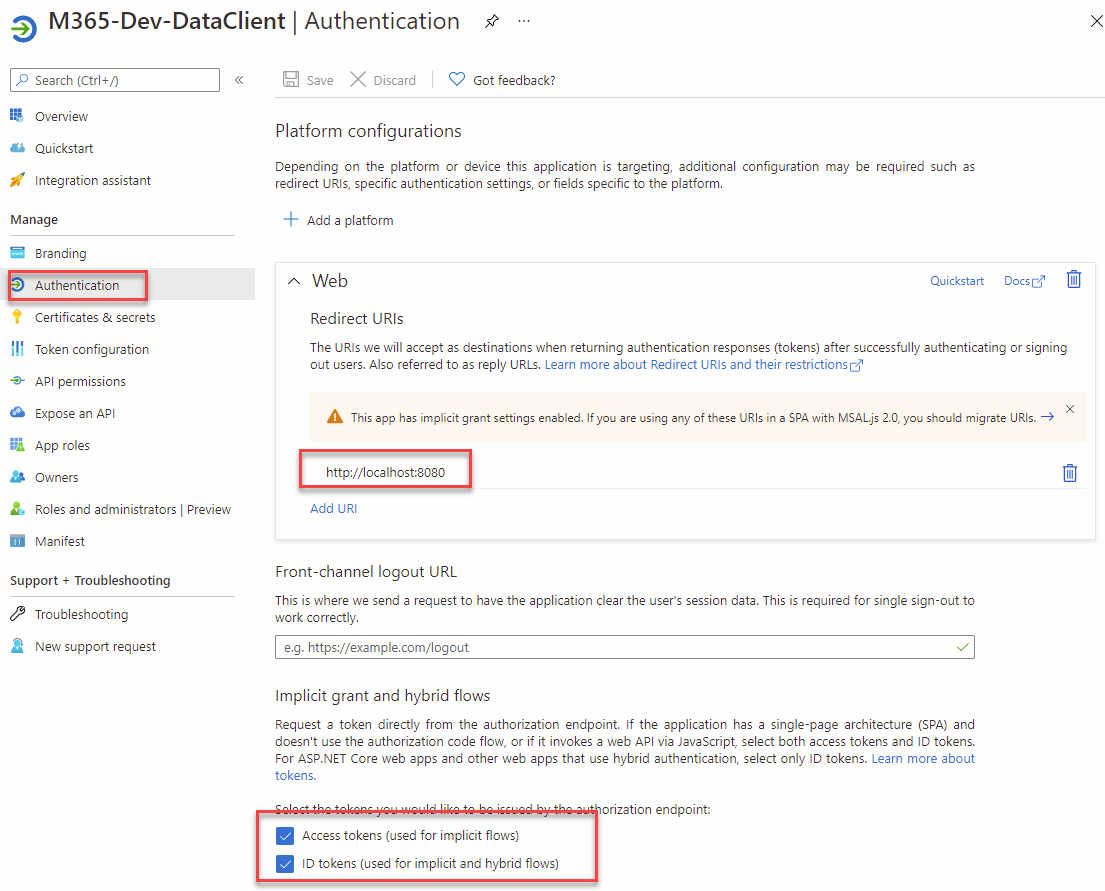 M365-Dev-DataClient | Authentication
Search (Ctrl+/)
Overview
Quickstart
Integration assistant
Manage
Branding
Authentication
Certificates & secrets
Token configuration
API permissions
Expose an API
App roles
Owners
Roles and administrators | Preview
Manifest
Support + Troubleshooting
Troubleshooting
New support request
Save Discard Got feedback?
Platform configurations
Depending on the platform or device this application is targeting, additional configuration may be required such as
redirect URIs, specific authentication settings, or fields specific to the platform.
Add a platform
Web
Quickstart Docs
Redirect URIs
The URIs we will accept as destinations when returning authentication responses (tokens) after successfully authenticating or signing
out users. Also referred to as reply URLs. Learn more about Redirect URIs and their restrictions
This app has implicit grant settings enabled. If you are using any of these URIs in a SPA with MSAL.js 2.0, you should migrate URIs.
http://localhost:8080
Add URI
Front-channel logout URL
This is where we send a request to have the application clear the user's session data. This is required for single sign-out to
work correctly.
e.g. https://example.com/logout
Implicit grant and hybrid flows
Request a token directly from the authorization endpoint. If the application has a single-page architecture (SPA) and
doesn't use the authorization code flow, or if it invokes a web API via JavaScript, select both access tokens and ID tokens.
For ASP.NET Core web apps and other web apps that use hybrid authentication, select only ID tokens. Learn more about
tokens.
Select the tokens you would like to be issued by the authorization endpoint:
Access tokens (used for implicit flows)
ID tokens (used for implicit and hybrid flows)